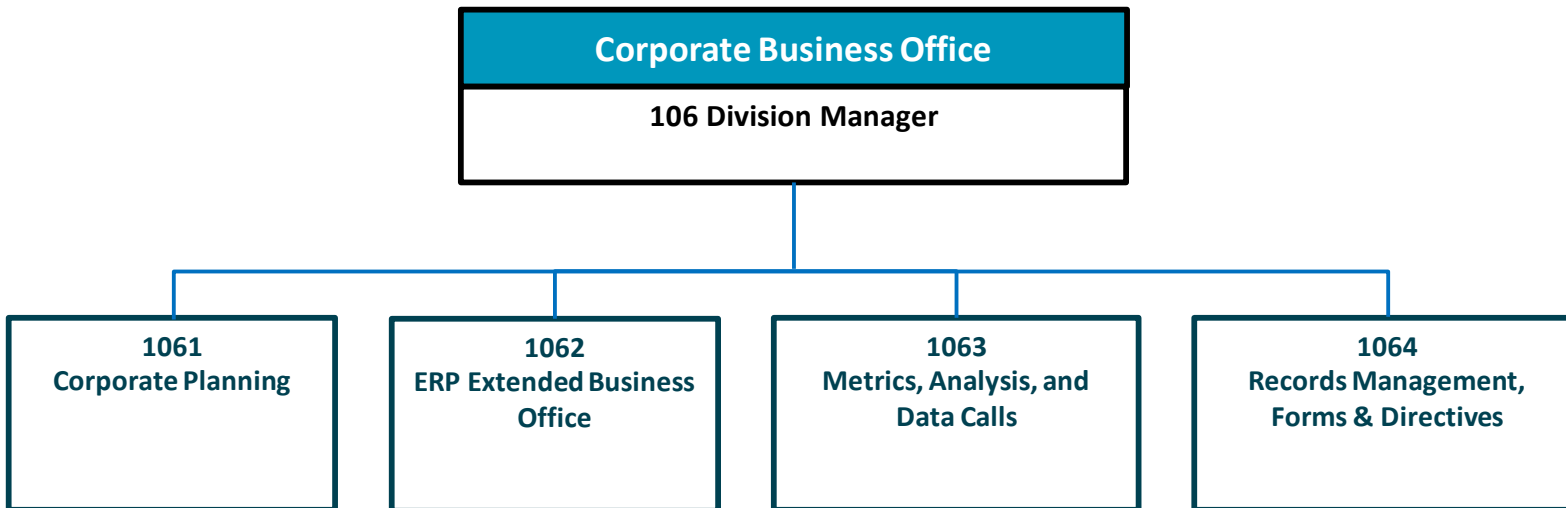 Corporate Business Office
106 Division Manager
1061
Corporate Planning
1062
ERP Extended Business
Office
1063
Metrics, Analysis, and
Data Calls
1064
Records Management,
Forms & Directives